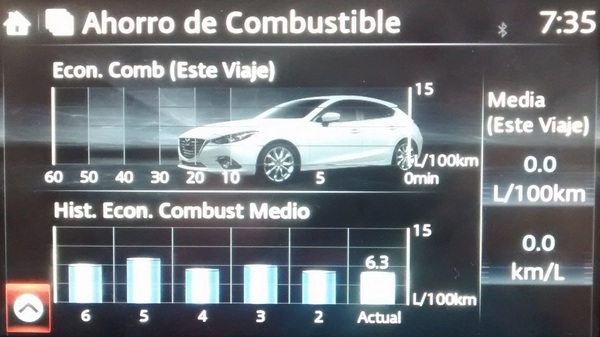 Ahorro de Combustible 7:35
Econ. Comb (Este Viaje)
15
L/100km
60 50 40 30 20 10 5 0min
Hist. Econ. Combust Medio
15
6.3
L/100km
6 5 4 3 2 Actual
Media
(Este Viaje)
0.0
L/100km
0.0
km/L